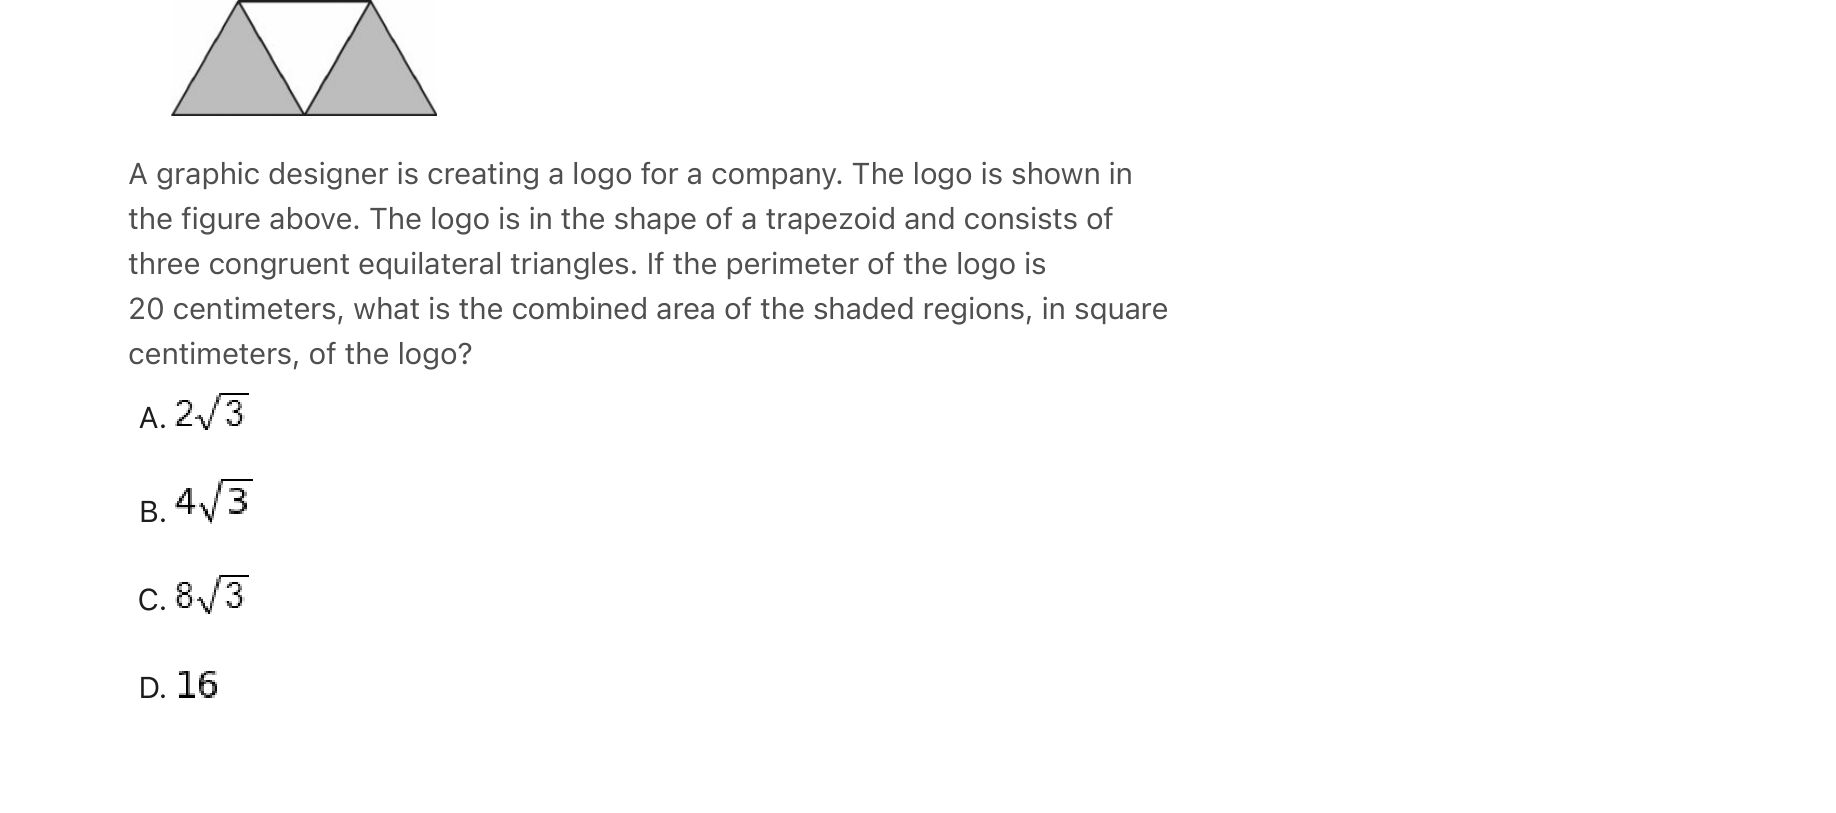 A graphic designer is creating a logo for a company. The logo is shown in
the figure above. The logo is in the shape of a trapezoid and consists of
three congruent equilateral triangles. If the perimeter of the logo is
20 centimeters, what is the combined area of the shaded regions, in square
centimeters, of the logo?
A. 2√3
B. 4√3
C. 8√3
D. 16